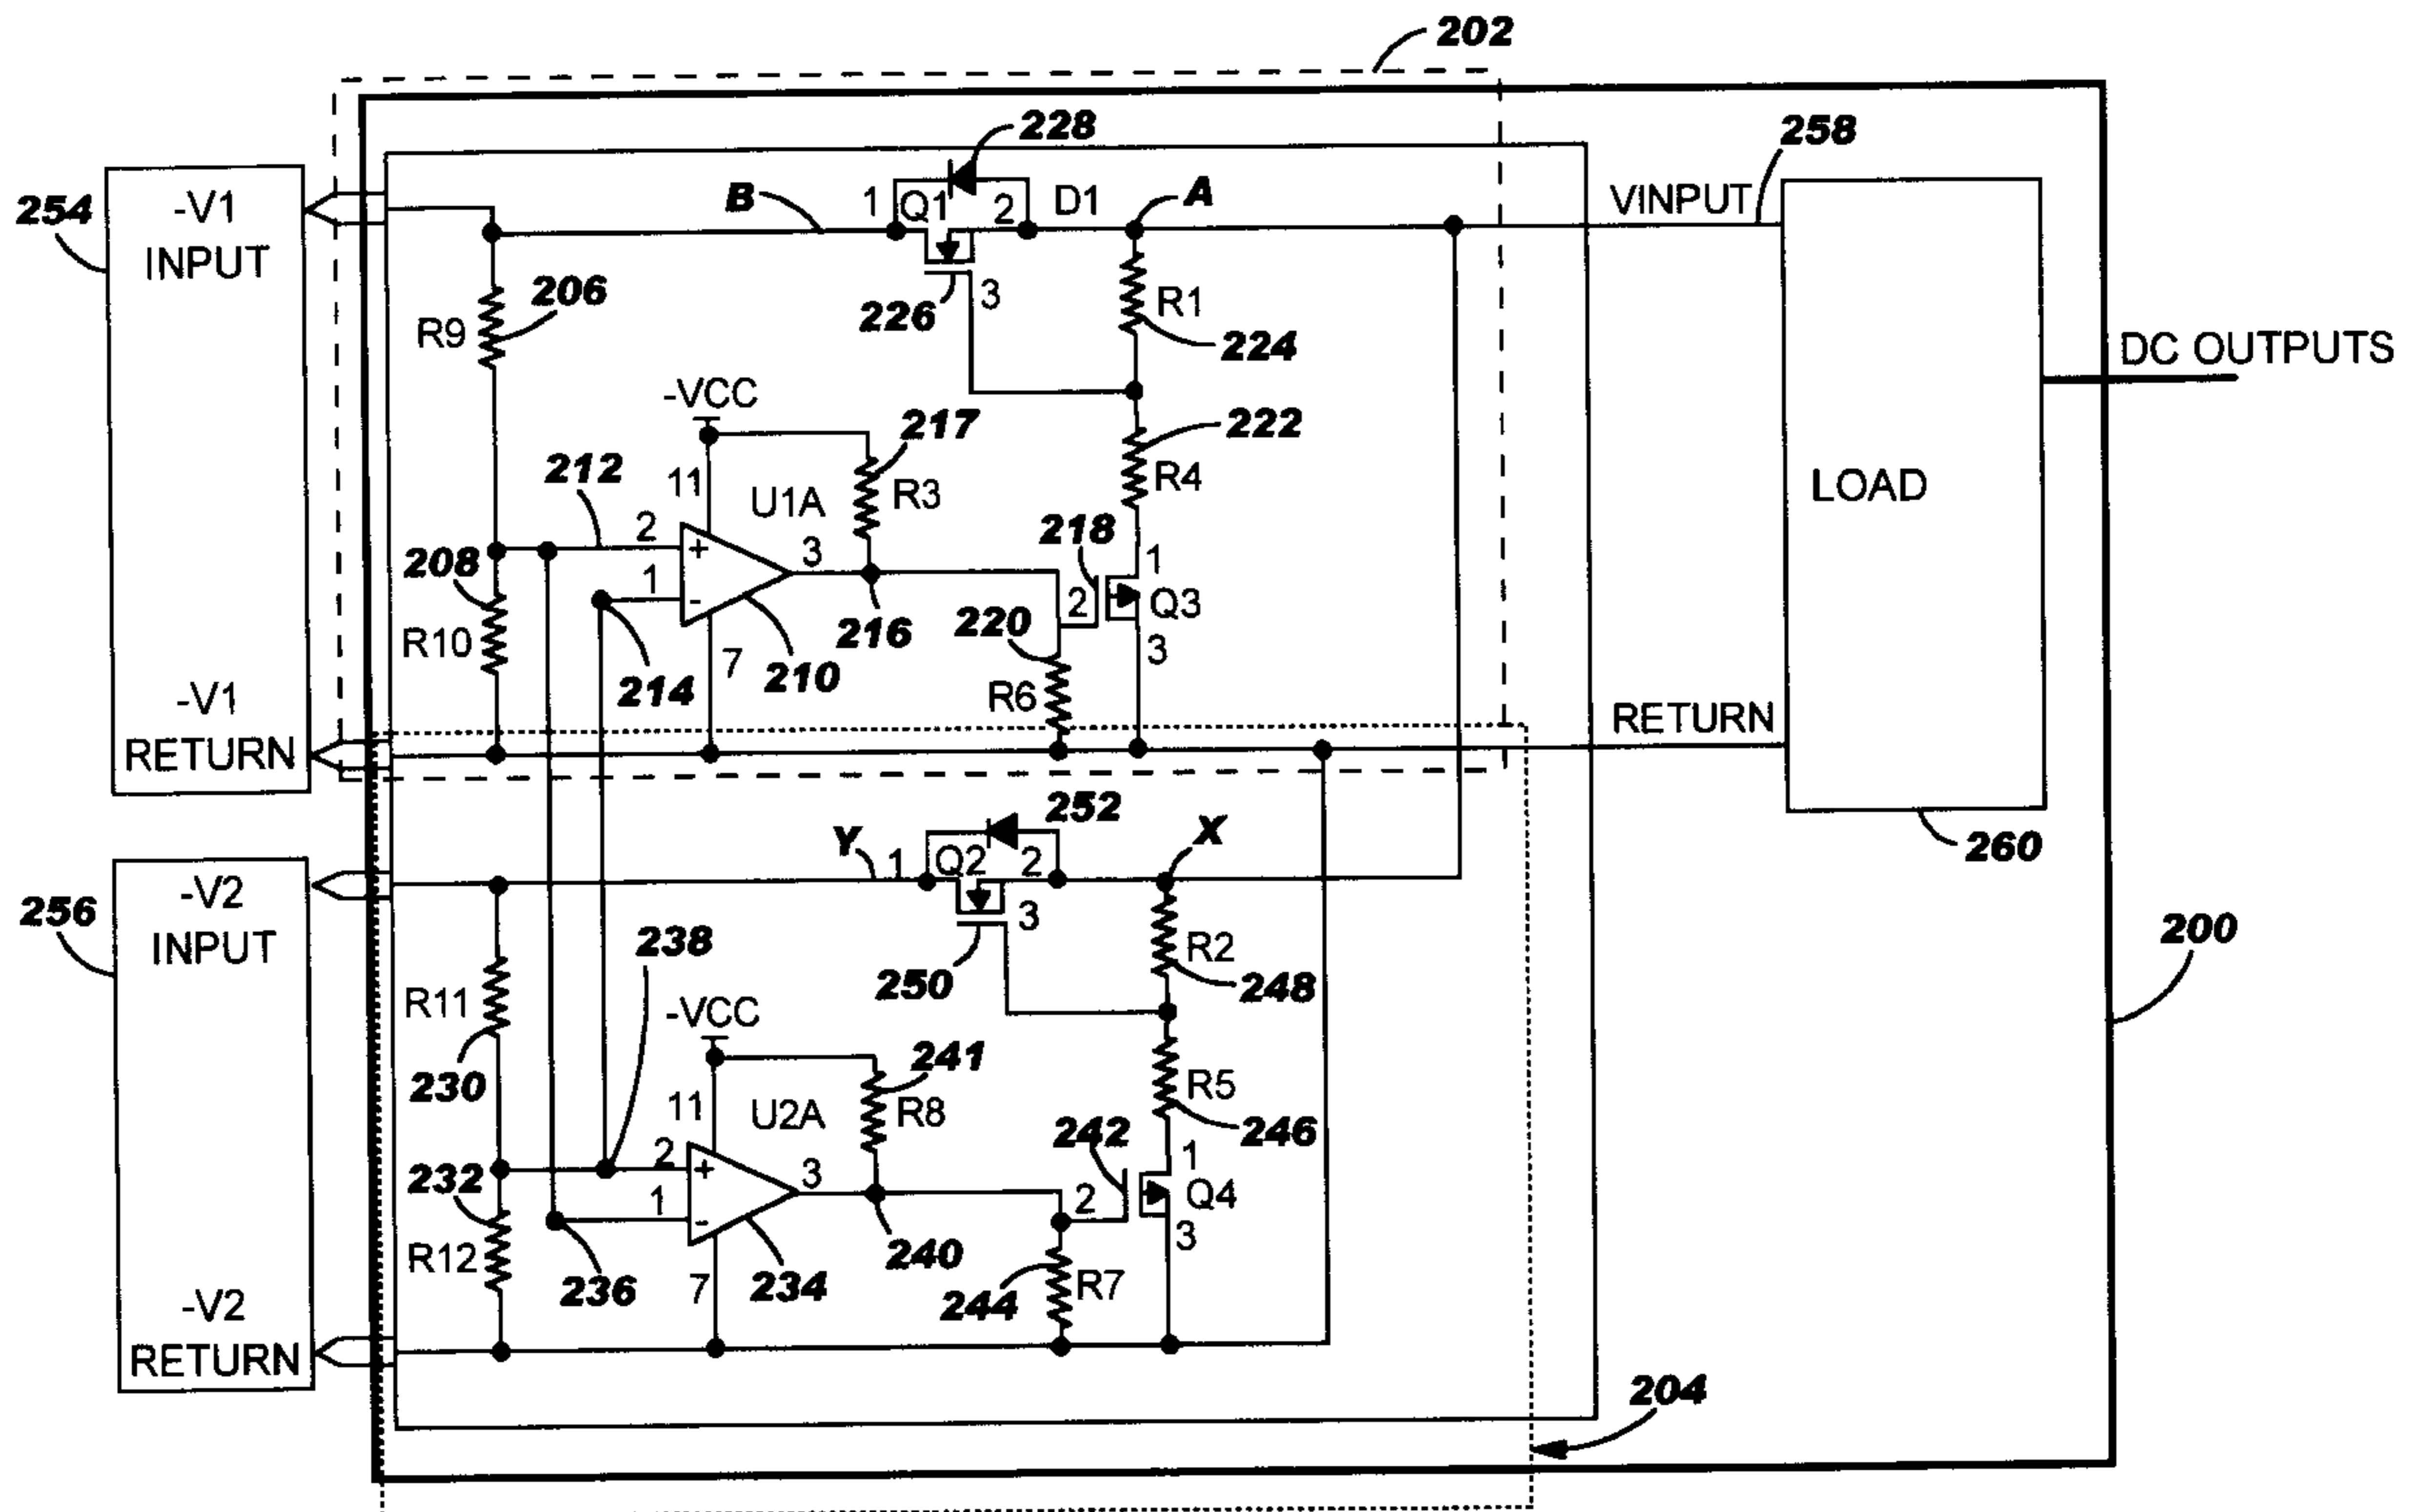 202
228
258
254
-V1
INPUT
B
1
Q1
2
D1
A
VINPUT
206
R9
226
3
R1
224
DC OUTPUTS
-VCC
217
222
212
11
U1A
R3
R4
LOAD
2
+
3
218
1
208
1
-
2
Q3
R10
216
220
3
7
210
214
R6
-V1
RETURN
RETURN
252
Y
1
Q2
2
X
260
-V2
INPUT
256
3
R2
200
238
250
248
R11
-VCC
241
230
11
U2A
R8
R5
242
246
2
+
3
1
232
1
-
2
Q4
R12
240
3
236
7
234
244
R7
-V2
RETURN
204